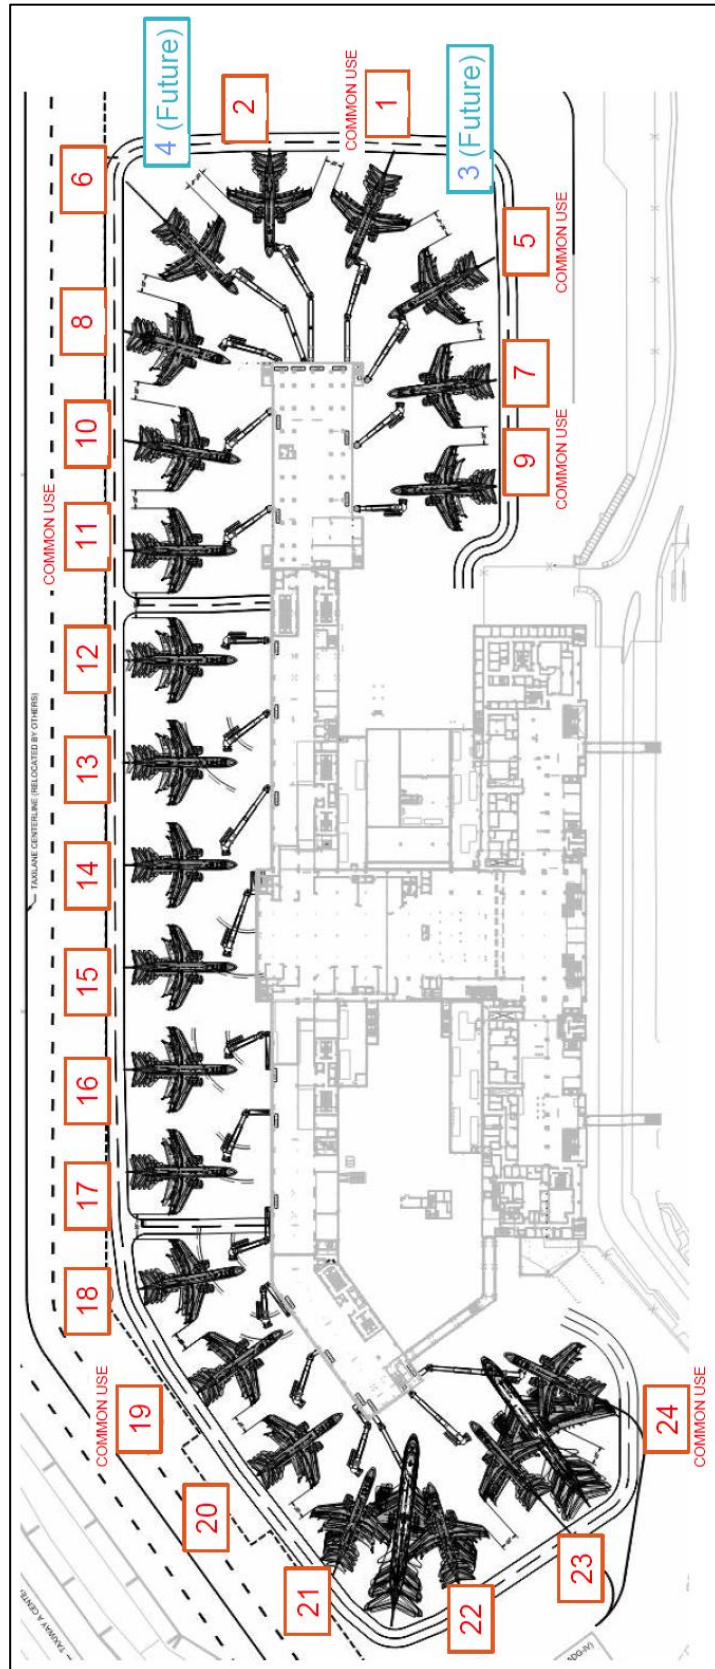 2
4 (Future)
6
8
10
COMMON USE
11
12
13
14
15
16
17
18
19
COMMON USE
20
21
22
23
24
COMMON USE
1
COMMON USE
3 (Future)
5
COMMON USE
7
9
COMMON USE
TAXILANE CENTERLINE (RELOCATED BY OTHERS)